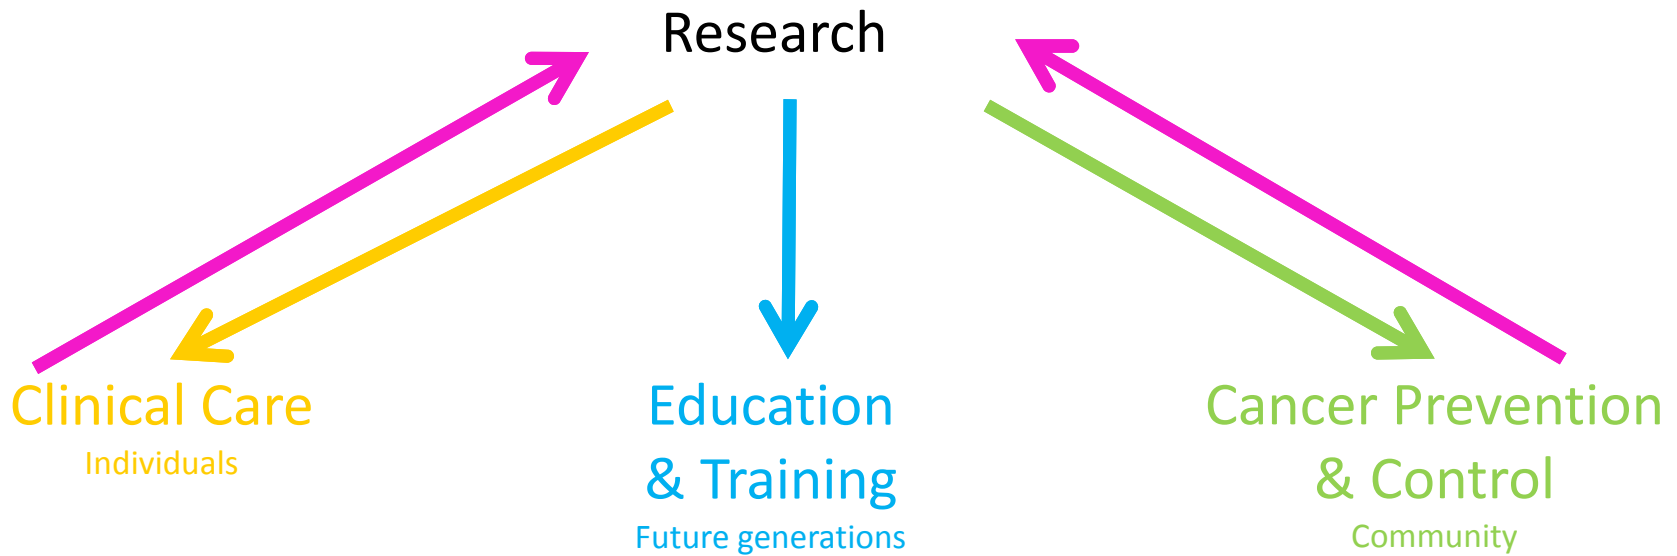 Research
Clinical Care
Individuals
Education
& Training
Future generations
Cancer Prevention
& Control
Community